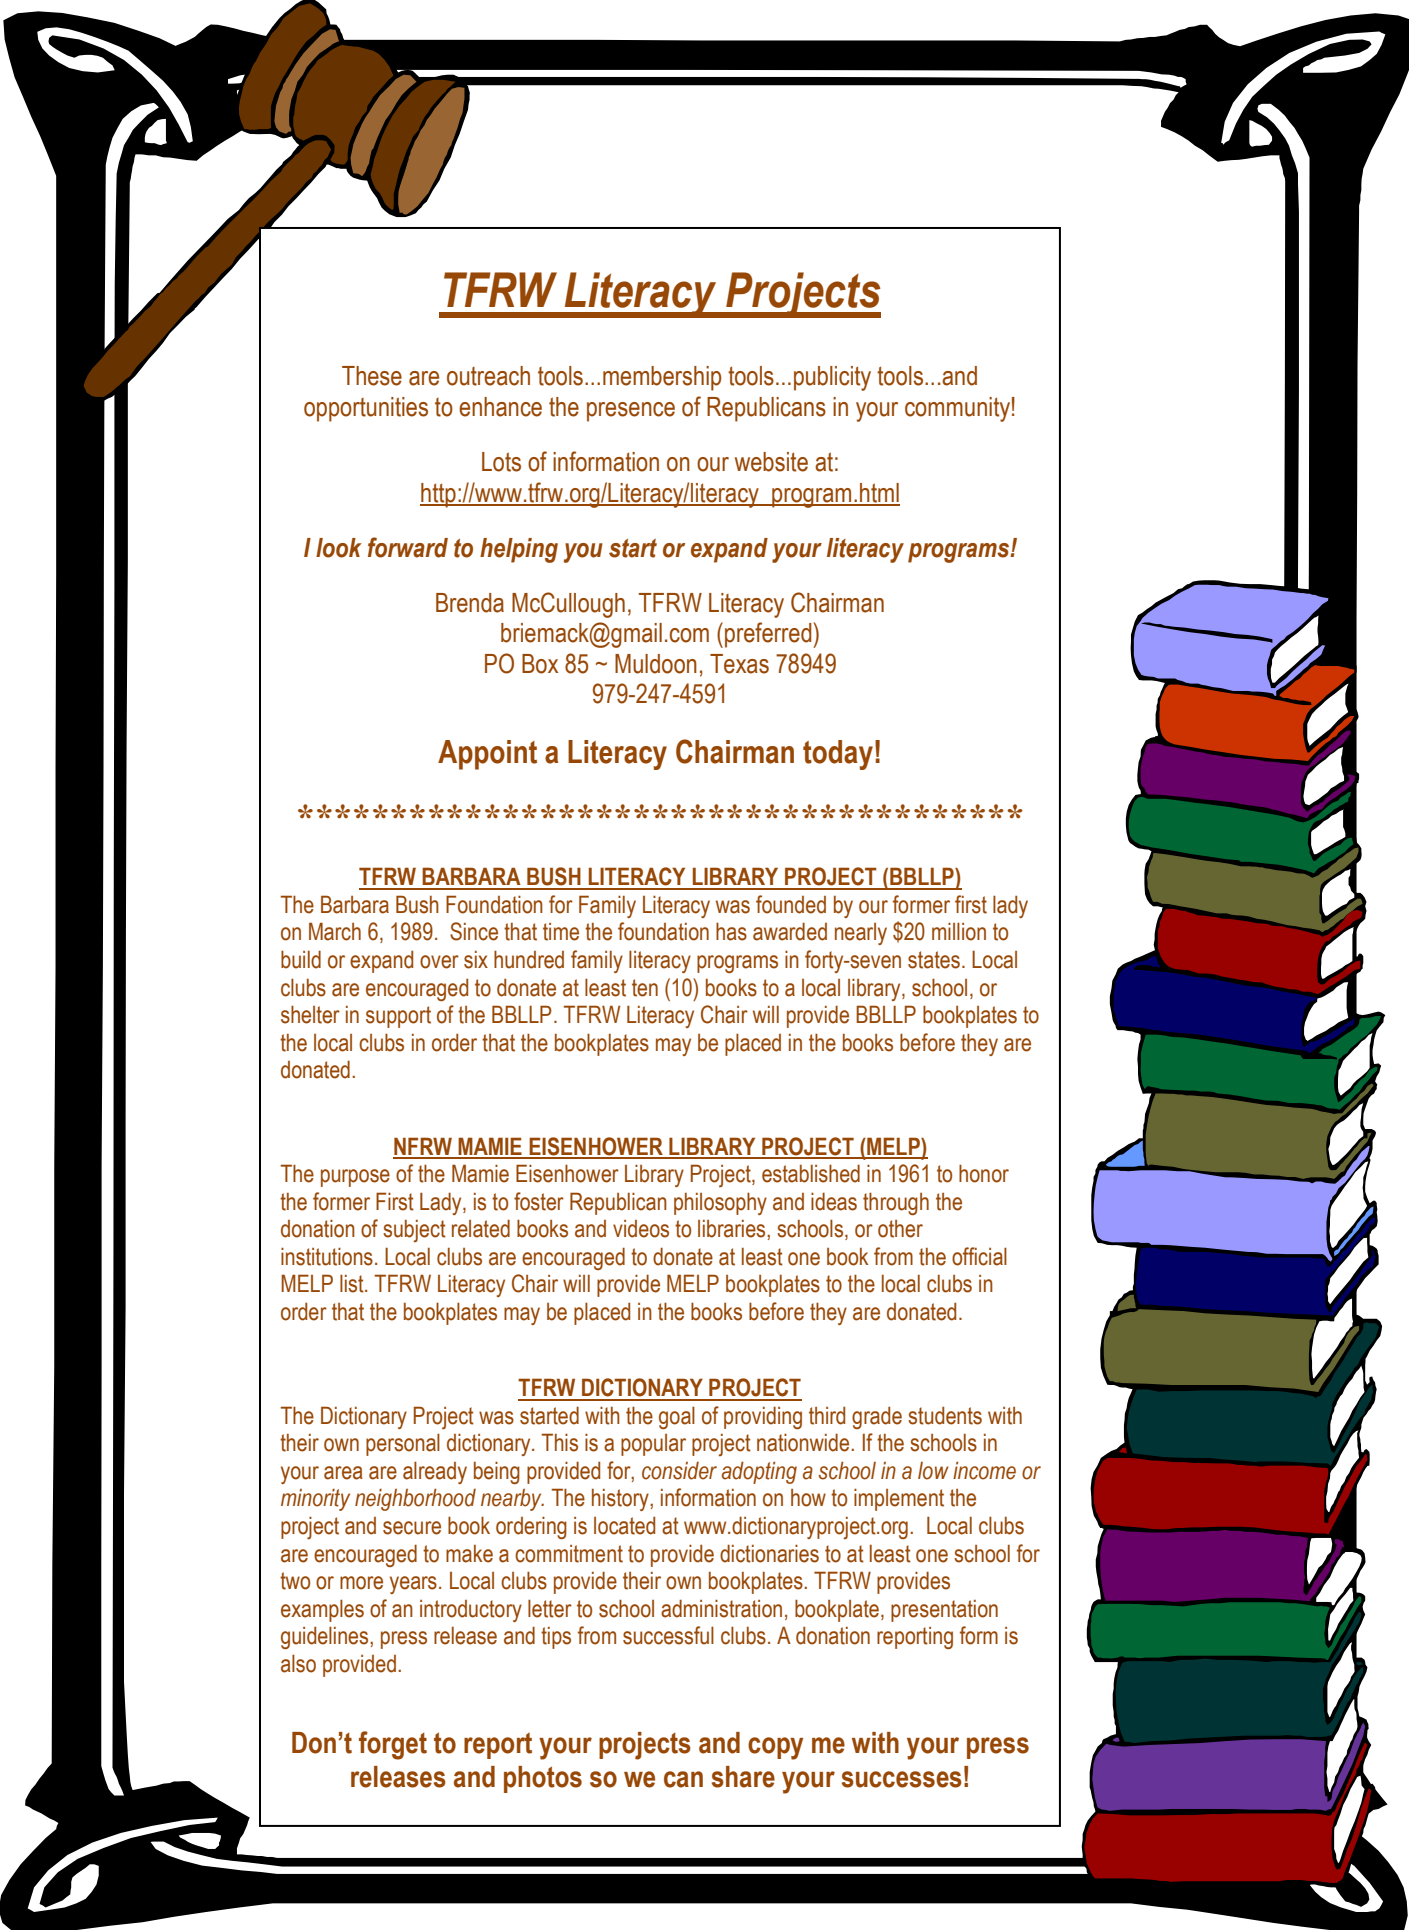 TFRW Literacy Projects
These are outreach tools...membership tools...publicity tools...and
opportunities to enhance the presence of Republicans in your community!
Lots of information on our website at:
http://www.tfrw.org/Literacy/literacy_program.html
I look forward to helping you start or expand your literacy programs!
Brenda McCullough, TFRW Literacy Chairman
briemack@gmail.com (preferred)
PO Box 85 ~ Muldoon, Texas 78949
979-247-4591
Appoint a Literacy Chairman today!
***************************************
TFRW BARBARA BUSH LITERACY LIBRARY PROJECT (BBLLP)
The Barbara Bush Foundation for Family Literacy was founded by our former first lady
on March 6, 1989.  Since that time the foundation has awarded nearly $20 million to
build or expand over six hundred family literacy programs in forty-seven states. Local
clubs are encouraged to donate at least ten (10) books to a local library, school, or
shelter in support of the BBLLP. TFRW Literacy Chair will provide BBLLP bookplates to
the local clubs in order that the bookplates may be placed in the books before they are
donated.
NFRW MAMIE EISENHOWER LIBRARY PROJECT (MELP)
The purpose of the Mamie Eisenhower Library Project, established in 1961 to honor
the former First Lady, is to foster Republican philosophy and ideas through the
donation of subject related books and videos to libraries, schools, or other
institutions. Local clubs are encouraged to donate at least one book from the official
MELP list. TFRW Literacy Chair will provide MELP bookplates to the local clubs in
order that the bookplates may be placed in the books before they are donated.
TFRW DICTIONARY PROJECT
The Dictionary Project was started with the goal of providing third grade students with
their own personal dictionary. This is a popular project nationwide. If the schools in
your area are already being provided for, consider adopting a school in a low income or
minority neighborhood nearby. The history, information on how to implement the
project and secure book ordering is located at www.dictionaryproject.org.  Local clubs
are encouraged to make a commitment to provide dictionaries to at least one school for
two or more years. Local clubs provide their own bookplates. TFRW provides
examples of an introductory letter to school administration, bookplate, presentation
guidelines, press release and tips from successful clubs. A donation reporting form is
also provided.
Don’t forget to report your projects and copy me with your press
releases and photos so we can share your successes!